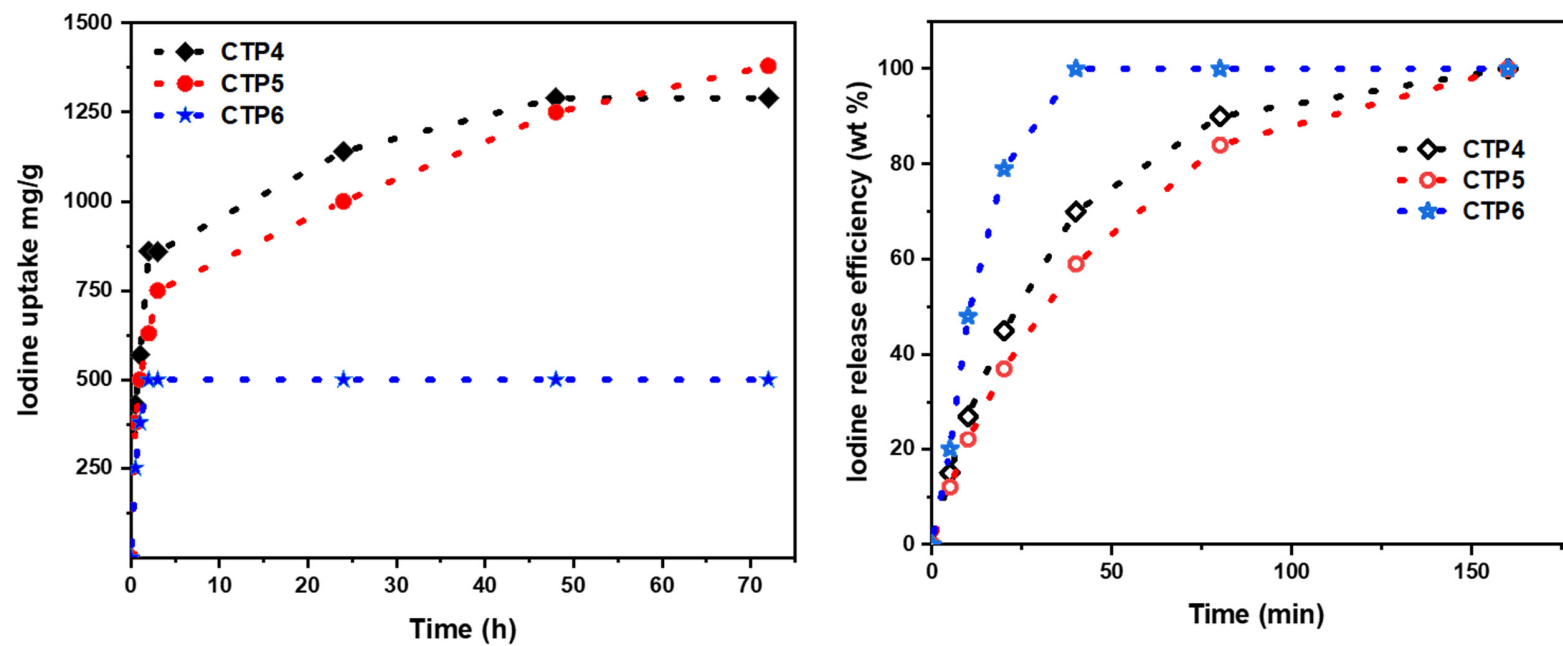 Iodine uptake mg/g
1500
1250
1000
750
500
250
CTP4
CTP5
CTP6
0 10 20 30 40 50 60 70
Time (h)
Iodine release efficiency (wt %)
100
80
60
40
20
0
CTP4
CTP5
CTP6
0 50 100 150
Time (min)